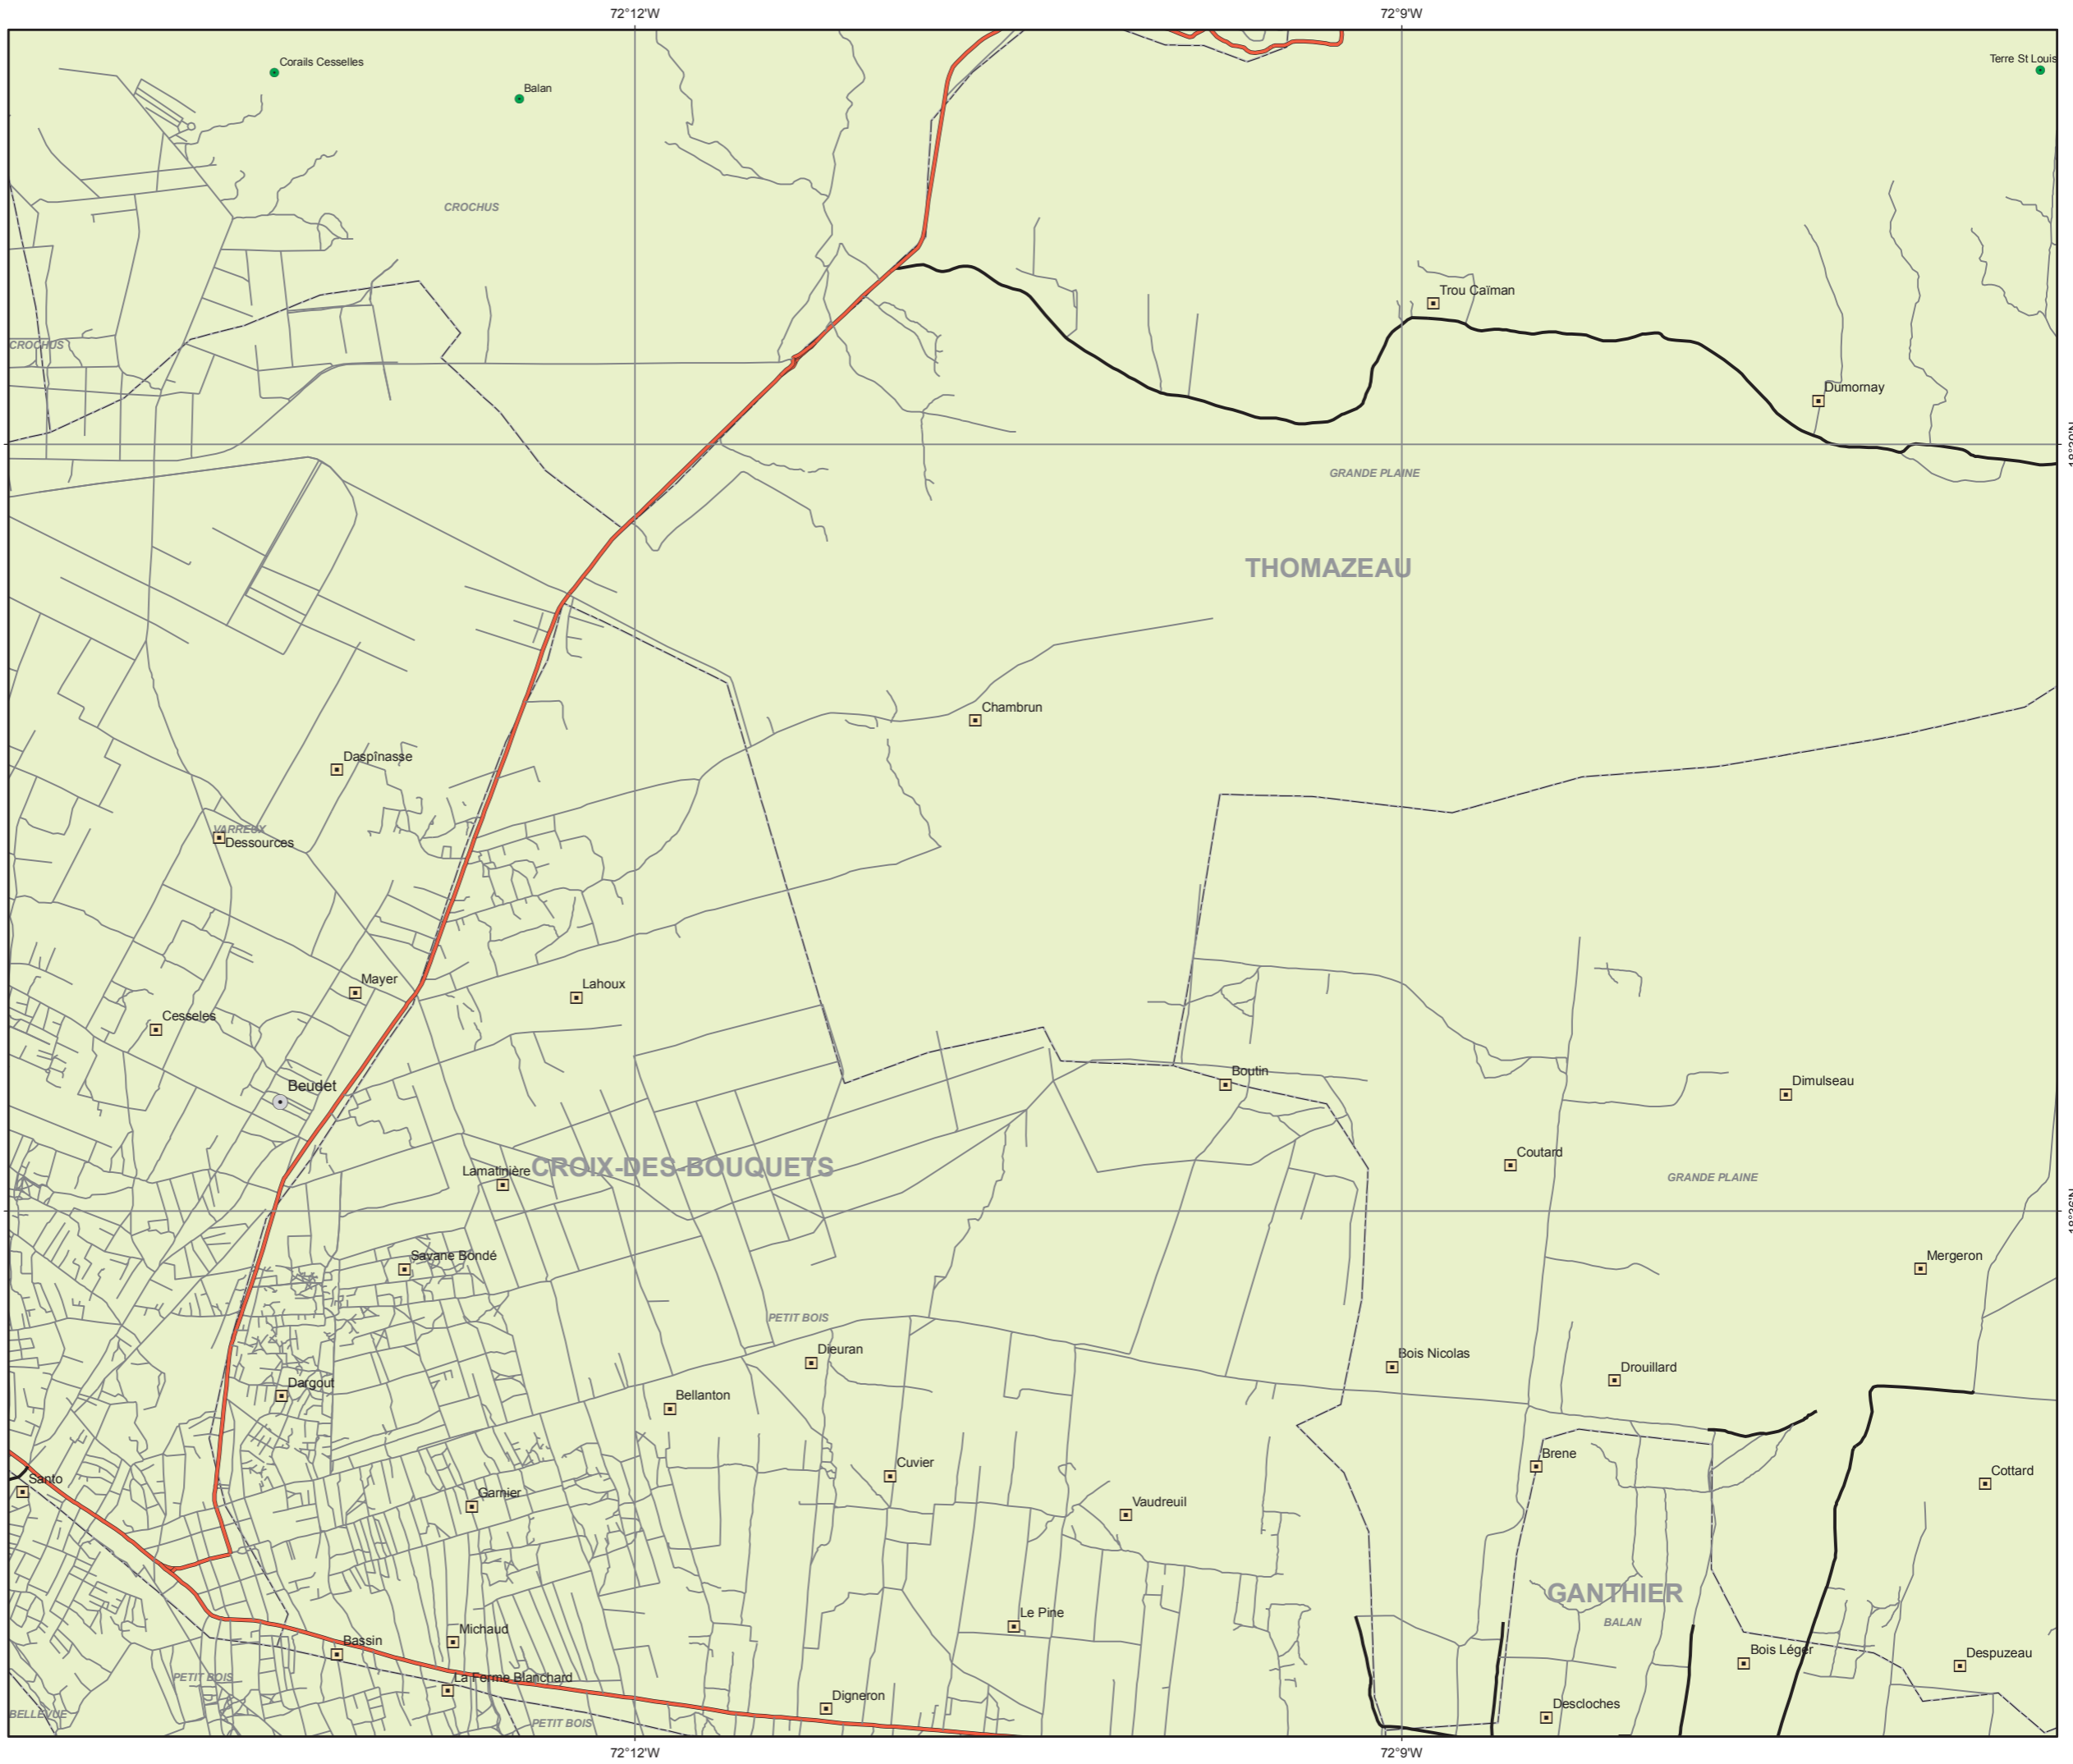 72°12'W
72°9'W
Corails Cesselles
Balan
Terre St Louis
CROCHUS
Trou Caïman
CROCHUS
Dumornay
GRANDE PLAINE
THOMAZEAU
Chambrun
Daspînasse
VARREUX
Dessources
Mayer
Lahoux
Cesseles
Beudet
Boutin
Dimulseau
Lamatinière
CROIX-DES-BOUQUETS
Coutard
GRANDE PLAINE
Savane Bondé
Mergeron
PETIT BOIS
Dieuran
Bois Nicolas
Drouillard
Dargout
Bellanton
Brene
Cuvier
Cottard
Santo
Garnier
Vaudreuil
GANTHIER
Le Pine
BALAN
Michaud
Bassin
Bois Léger
Despuzeau
PETIT BOIS
La Ferme Blanchard
Digneron
Descloches
BELLEVUE
PETIT BOIS
72°12'W
72°9'W